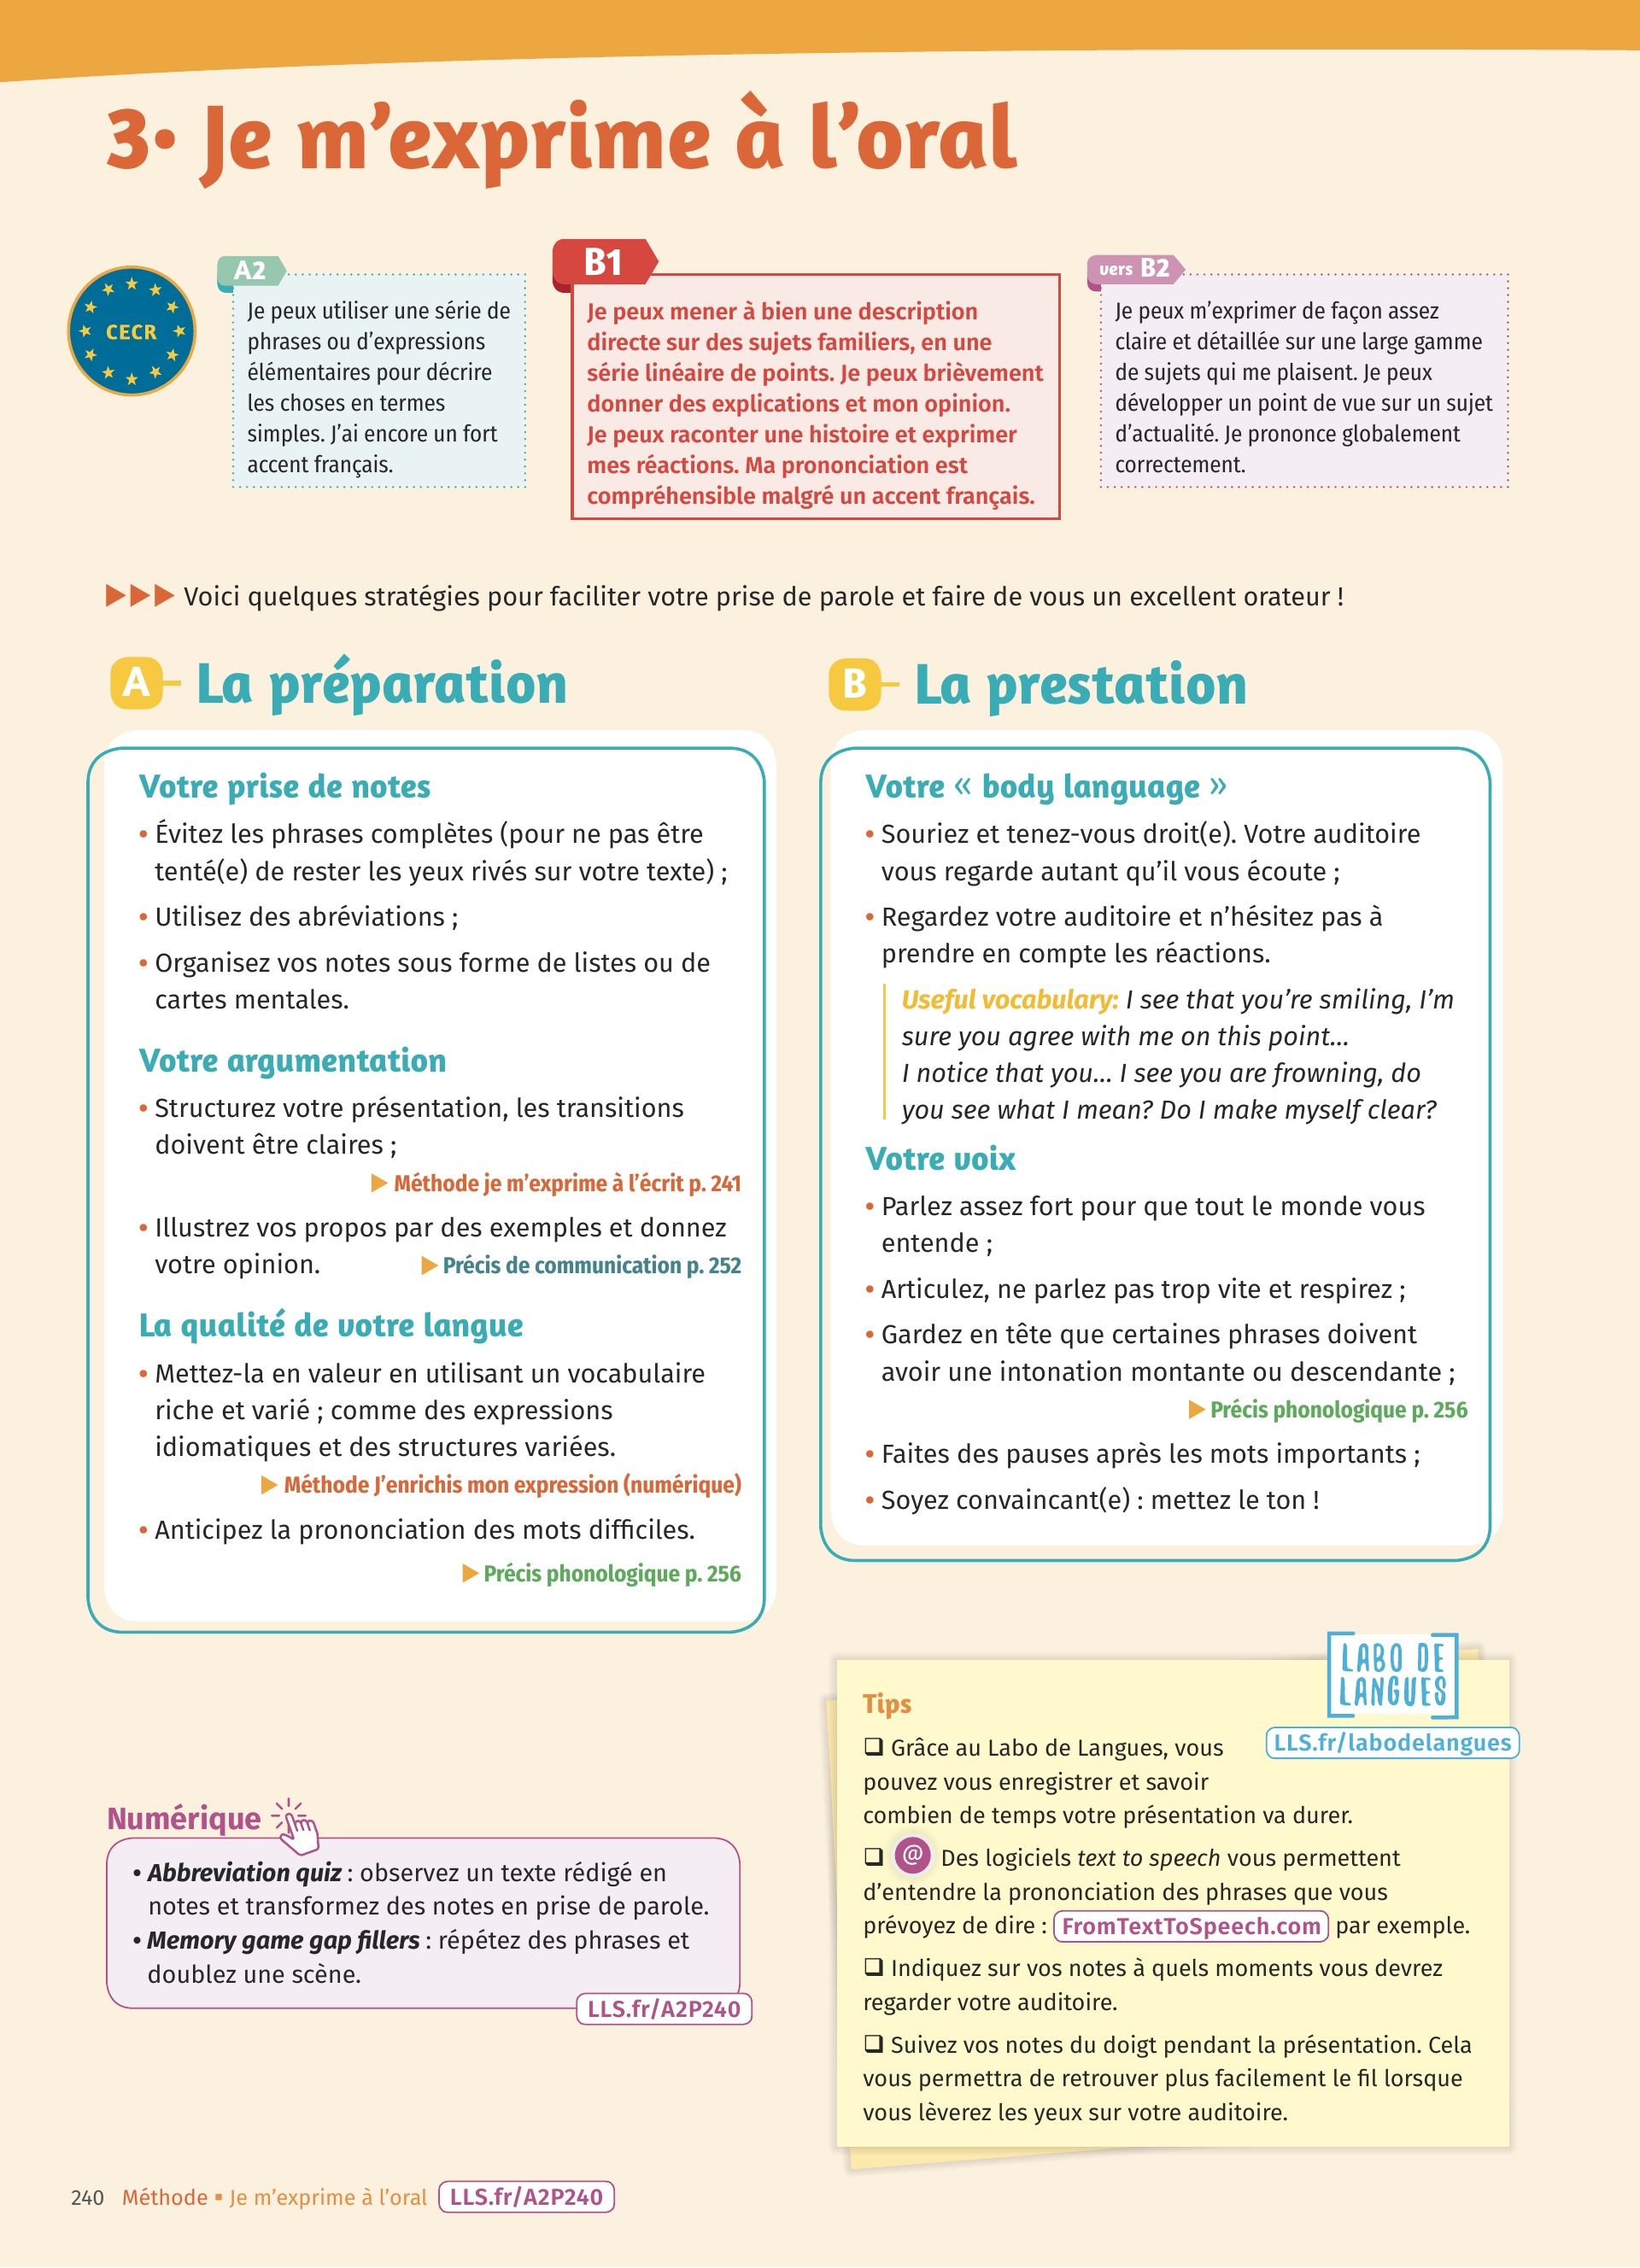 3• Je m’exprime à l’oral
CECR
A2
Je peux utiliser une série de
phrases ou d’expressions
élémentaires pour décrire
les choses en termes
simples. J’ai encore un fort
accent français.
B1
Je peux mener à bien une description
directe sur des sujets familiers, en une
série linéaire de points. Je peux brièvement
donner des explications et mon opinion.
Je peux raconter une histoire et exprimer
mes réactions. Ma prononciation est
compréhensible malgré un accent français.
vers B2
Je peux m’exprimer de façon assez
claire et détaillée sur une large gamme
de sujets qui me plaisent. Je peux
développer un point de vue sur un sujet
d’actualité. Je prononce globalement
correctement.
▶▶▶ Voici quelques stratégies pour faciliter votre prise de parole et faire de vous un excellent orateur !
A La préparation
Votre prise de notes
• Évitez les phrases complètes (pour ne pas être
tenté(e) de rester les yeux rivés sur votre texte) ;
• Utilisez des abréviations ;
• Organisez vos notes sous forme de listes ou de
cartes mentales.
Votre argumentation
• Structurez votre présentation, les transitions
doivent être claires ;
▶ Méthode je m’exprime à l’écrit p. 241
• Illustrez vos propos par des exemples et donnez
votre opinion. ▶ Précis de communication p. 252
La qualité de votre langue
• Mettez-la en valeur en utilisant un vocabulaire
riche et varié ; comme des expressions
idiomatiques et des structures variées.
▶ Méthode J’enrichis mon expression (numérique)
• Anticipez la prononciation des mots difficiles.
▶ Précis phonologique p. 256
B La prestation
Votre « body language »
• Souriez et tenez-vous droit(e). Votre auditoire
vous regarde autant qu’il vous écoute ;
• Regardez votre auditoire et n’hésitez pas à
prendre en compte les réactions.
Useful vocabulary: I see that you’re smiling, I’m
sure you agree with me on this point...
I notice that you... I see you are frowning, do
you see what I mean? Do I make myself clear?
Votre voix
• Parlez assez fort pour que tout le monde vous
entende ;
• Articulez, ne parlez pas trop vite et respirez ;
• Gardez en tête que certaines phrases doivent
avoir une intonation montante ou descendante ;
▶ Précis phonologique p. 256
• Faites des pauses après les mots importants ;
• Soyez convaincant(e) : mettez le ton !
Numérique
• Abbreviation quiz : observez un texte rédigé en
notes et transformez des notes en prise de parole.
• Memory game gap fillers : répétez des phrases et
doublez une scène.
LLS.fr/A2P240
LABO DE
LANGUES
LLS.fr/labodelangues
Tips
❑ Grâce au Labo de Langues, vous
pouvez vous enregistrer et savoir
combien de temps votre présentation va durer.
❑ @ Des logiciels text to speech vous permettent
d’entendre la prononciation des phrases que vous
prévoyez de dire : FromTextToSpeech.com par exemple.
❑ Indiquez sur vos notes à quels moments vous devrez
regarder votre auditoire.
❑ Suivez vos notes du doigt pendant la présentation. Cela
vous permettra de retrouver plus facilement le fil lorsque
vous lèverez les yeux sur votre auditoire.
240 Méthode ▪ Je m’exprime à l’oral LLS.fr/A2P240